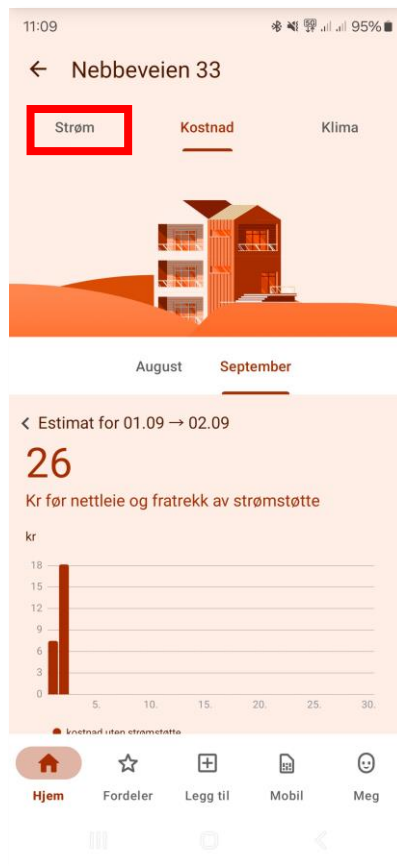 11:09 5G 95%
Nebbeveien 33
Strøm Kostnad Klima
August September
Estimat for 01.09 → 02.09
26
Kr før nettleie og fratrekk av strømstøtte
kr
18
15
12
9
6
3
0
5. 10. 15. 20. 25. 30.
kostnad uten strømstøtte
Hjem Fordeler Legg til Mobil Meg